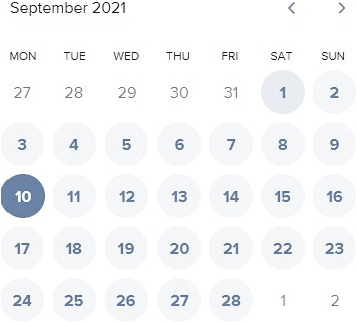 September 2021
MON TUE WED THU FRI SAT SUN
27 28 29 30 31 1 2
3 4 5 6 7 8 9
10 11 12 13 14 15 16
17 18 19 20 21 22 23
24 25 26 27 28 1 2